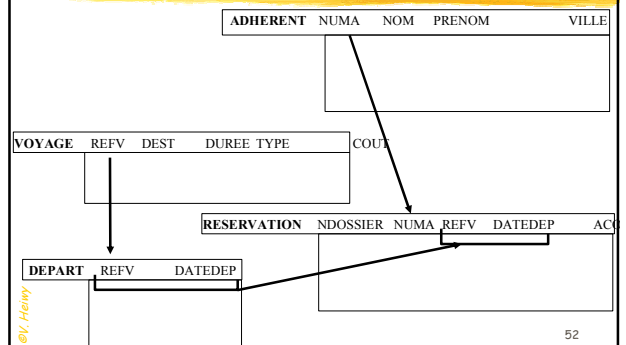 ADHERENT NUMA NOM PRENOM VILLE
VOYAGE REFV DEST DUREE TYPE COUT
RESERVATION NDOSSIER NUMA REFV DATEDEP ACO
DEPART REFV DATEDEP
©V. Heiwy
52